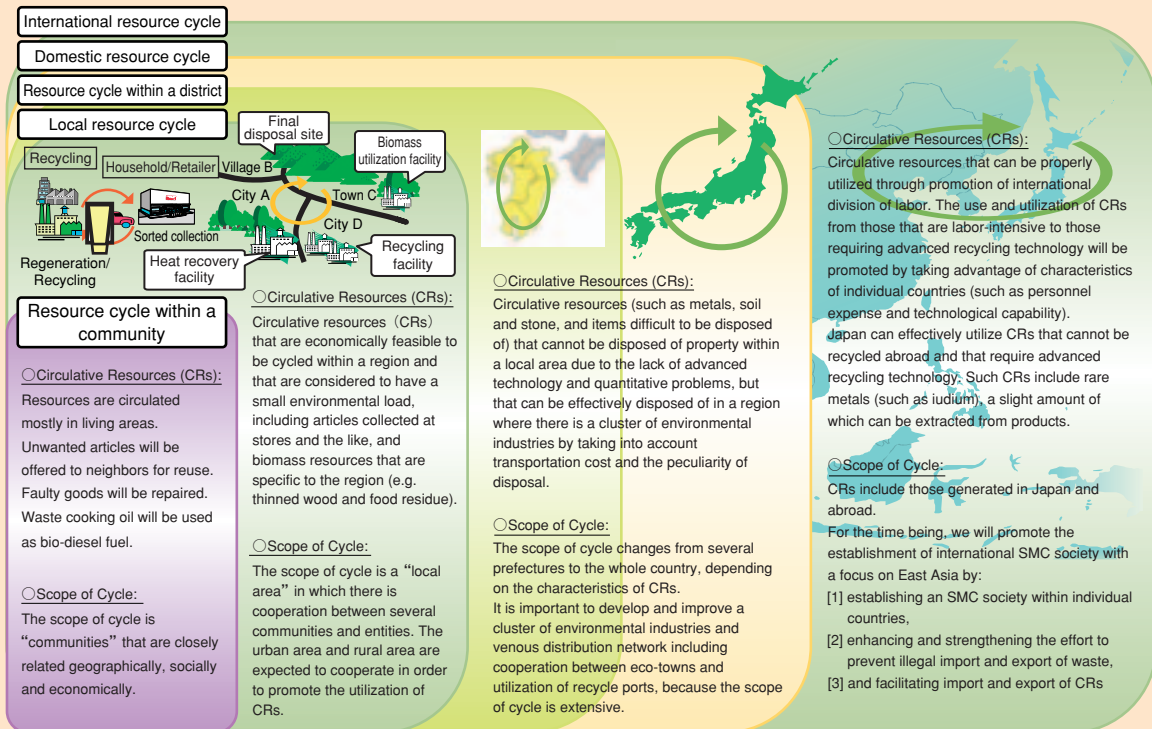 International resource cycle
Domestic resource cycle
Resource cycle within a district
Local resource cycle
Recycling
Household/Retailer
Sorted collection
Regeneration/
Recycling
Final
disposal site
Biomass
utilization facility
Village B
City A
Town C
City D
Heat recovery
facility
Recycling
facility
Resource cycle within a
community
○Circulative Resources (CRs):
Resources are circulated
mostly in living areas.
Unwanted articles will be
offered to neighbors for reuse.
Faulty goods will be repaired.
Waste cooking oil will be used
as bio-diesel fuel.
○Scope of Cycle:
The scope of cycle is
“communities” that are closely
related geographically, socially
and economically.
○Circulative Resources (CRs):
Circulative resources（CRs）
that are economically feasible to
be cycled within a region and
that are considered to have a
small environmental load,
including articles collected at
stores and the like, and
biomass resources that are
specific to the region (e.g.
thinned wood and food residue).
○Scope of Cycle:
The scope of cycle is a “local
area” in which there is
cooperation between several
communities and entities. The
urban area and rural area are
expected to cooperate in order
to promote the utilization of
CRs.
○Circulative Resources (CRs):
Circulative resources (such as metals, soil
and stone, and items difficult to be disposed
of) that cannot be disposed of property within
a local area due to the lack of advanced
technology and quantitative problems, but
that can be effectively disposed of in a region
where there is a cluster of environmental
industries by taking into account
transportation cost and the peculiarity of
disposal.
○Scope of Cycle:
The scope of cycle changes from several
prefectures to the whole country, depending
on the characteristics of CRs.
It is important to develop and improve a
cluster of environmental industries and
venous distribution network including
cooperation between eco-towns and
utilization of recycle ports, because the scope
of cycle is extensive.
○Circulative Resources (CRs):
Circulative resources that can be properly
utilized through promotion of international
division of labor. The use and utilization of CRs
from those that are labor-intensive to those
requiring advanced recycling technology will be
promoted by taking advantage of characteristics
of individual countries (such as personnel
expense and technological capability).
Japan can effectively utilize CRs that cannot be
recycled abroad and that require advanced
recycling technology. Such CRs include rare
metals (such as iudium), a slight amount of
which can be extracted from products.
○Scope of Cycle:
CRs include those generated in Japan and
abroad.
For the time being, we will promote the
establishment of international SMC society with
a focus on East Asia by:
[1] establishing an SMC society within individual
countries,
[2] enhancing and strengthening the effort to
prevent illegal import and export of waste,
[3] and facilitating import and export of CRs